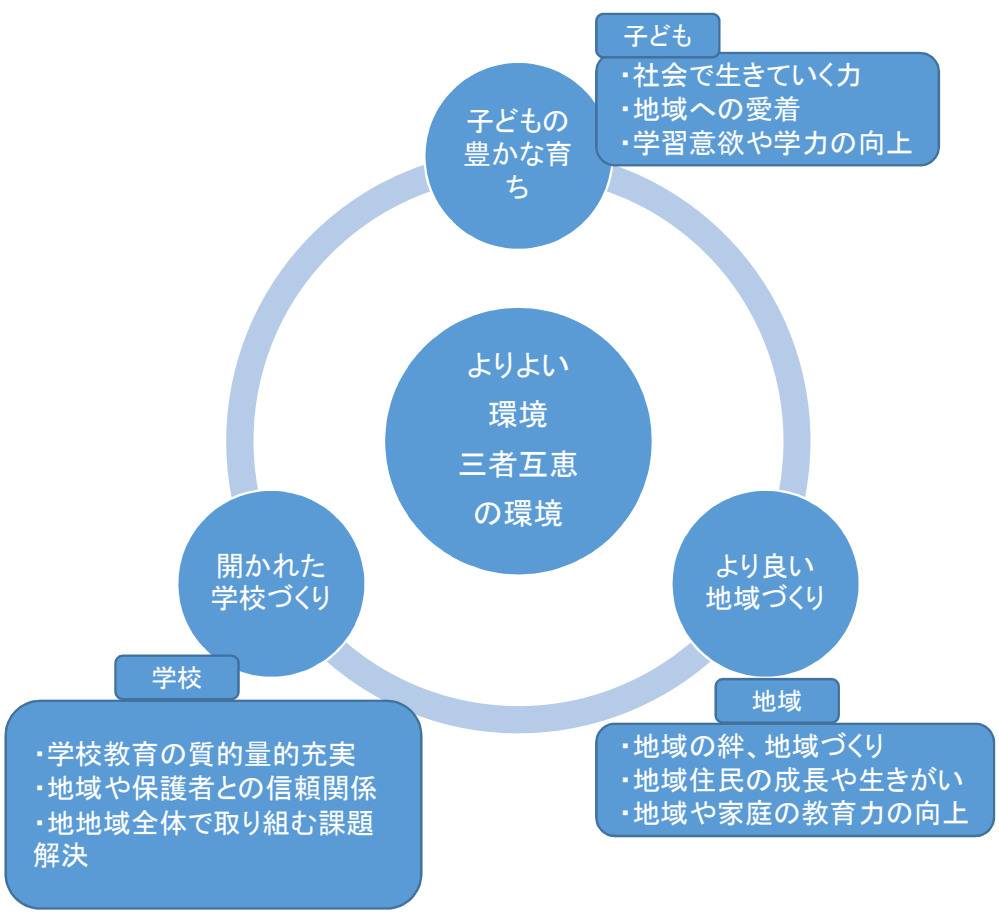 子ども
・社会で生きていく力
・地域への愛着
・学習意欲や学力の向上
子どもの
豊かな育
ち
よりよい
環境
三者互恵
の環境
開かれた
学校づくり
より良い
地域づくり
学校
・学校教育の質的量的充実
・地域や保護者との信頼関係
・地地域全体で取り組む課題
解決
地域
・地域の絆、地域づくり
・地域住民の成長や生きがい
・地域や家庭の教育力の向上